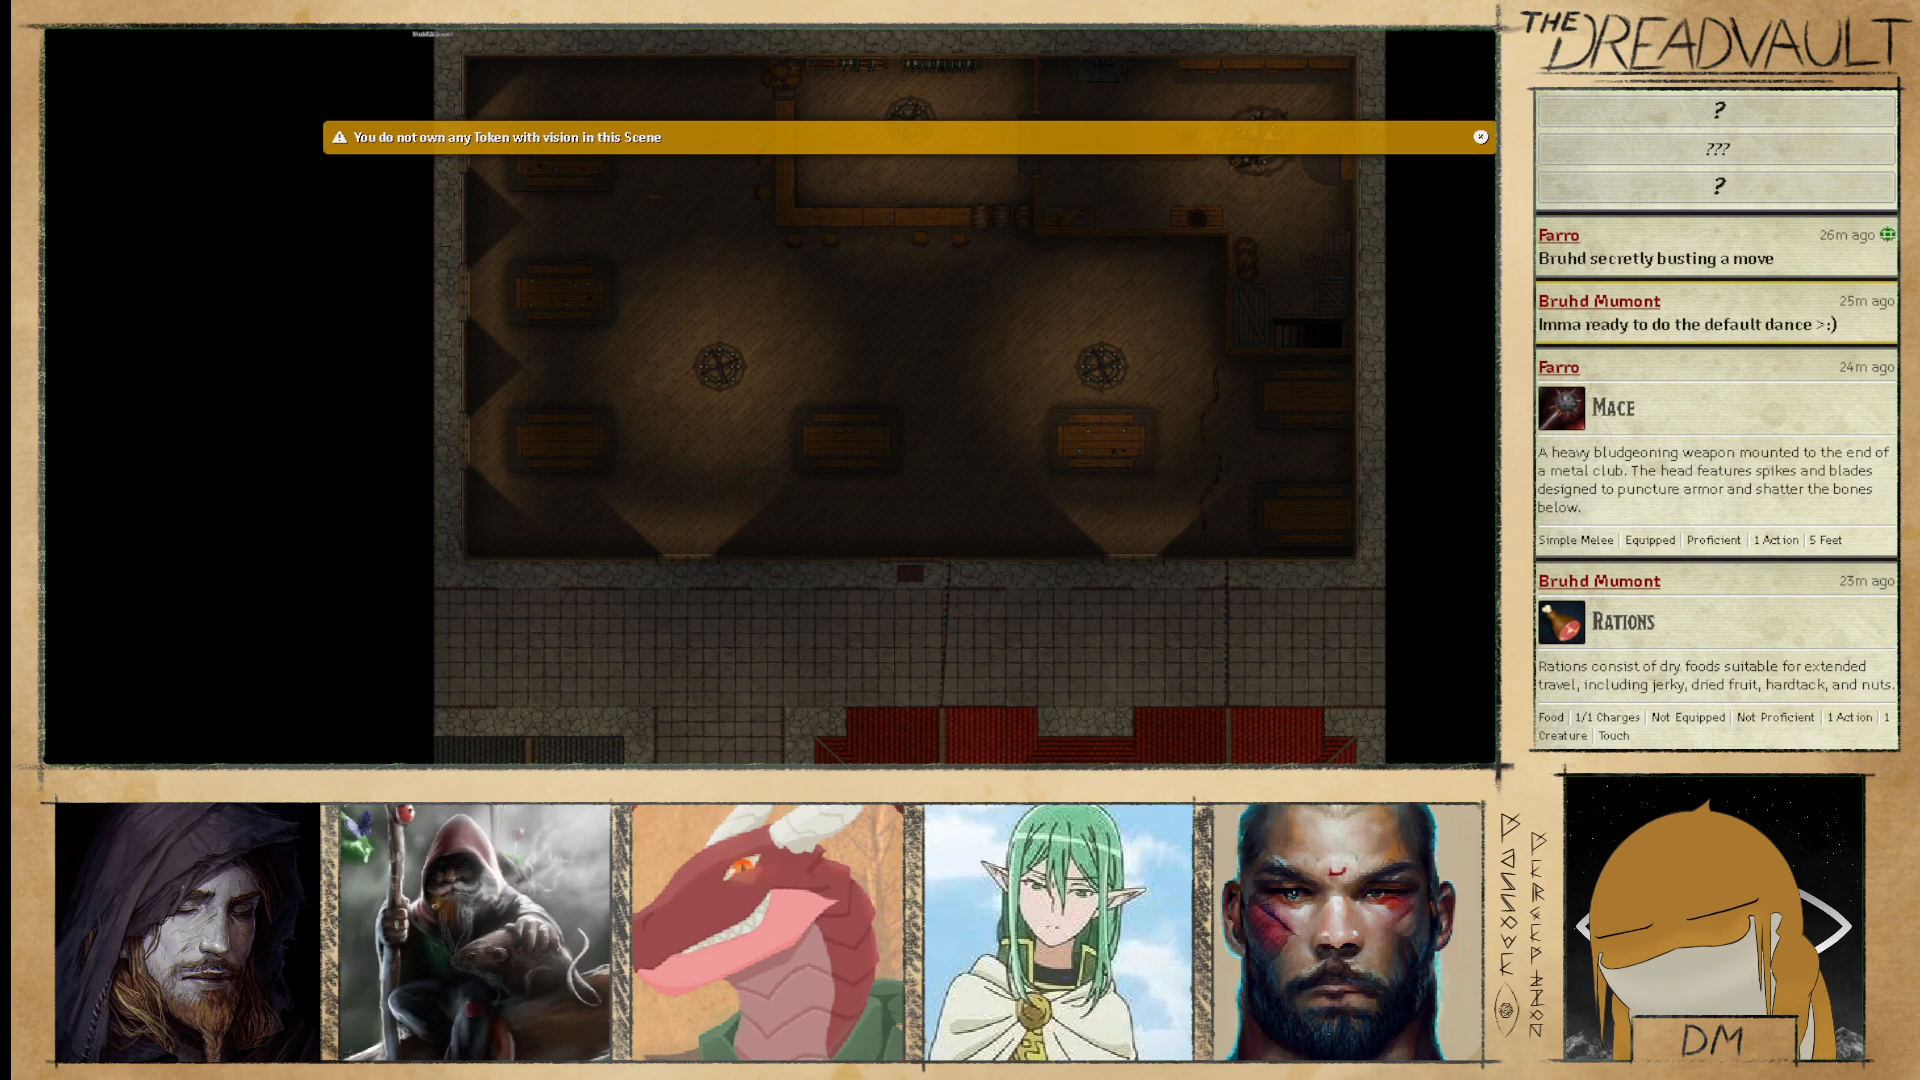 THE DREADVAULT
You do not own any Token with vision in this Scene
?
???
?
Farro 26m ago
Bruhd secretly busting a move
Bruhd Mumont 25m ago
Imma ready to do the default dance >:)
Farro 24m ago
Mace
A heavy bludgeoning weapon mounted to the end of
a metal club. The head features spikes and blades
designed to puncture armor and shatter the bones
below.
Simple Melee Equipped Proficient 1 Action 5 Feet
Bruhd Mumont 23m ago
Rations
Rations consist of dry foods suitable for extended
travel, including jerky, dried fruit, hardtack, and nuts.
Food 1/1 Charges Not Equipped Not Proficient 1 Action 1
Creature Touch
DM